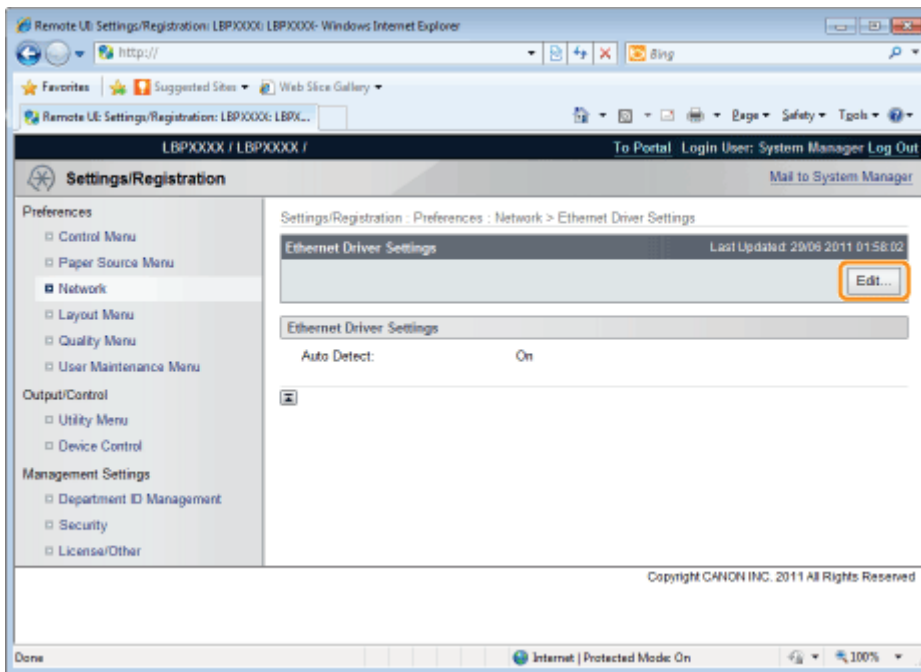 Remote UI: Settings/Registration: LBPXXXX: LBPXXXX- Windows Internet Explorer
http://
Bing
Favorites Suggested Sites Web Slice Gallery
Remote UI: Settings/Registration: LBPXXXX: LBPX...
Page Safety Tools
LBPXXXX / LBPXXXX / To Portal Login User: System Manager Log Out
Settings/Registration Mail to System Manager
Preferences
Control Menu
Paper Source Menu
Network
Layout Menu
Quality Menu
User Maintenance Menu
Output/Control
Utility Menu
Device Control
Management Settings
Department ID Management
Security
License/Other
Settings/Registration : Preferences : Network > Ethernet Driver Settings
Ethernet Driver Settings Last Updated: 29/06 2011 01:58:02
Edit...
Ethernet Driver Settings
Auto Detect: On
Copyright CANON INC. 2011 All Rights Reserved
Done Internet | Protected Mode: On 100%